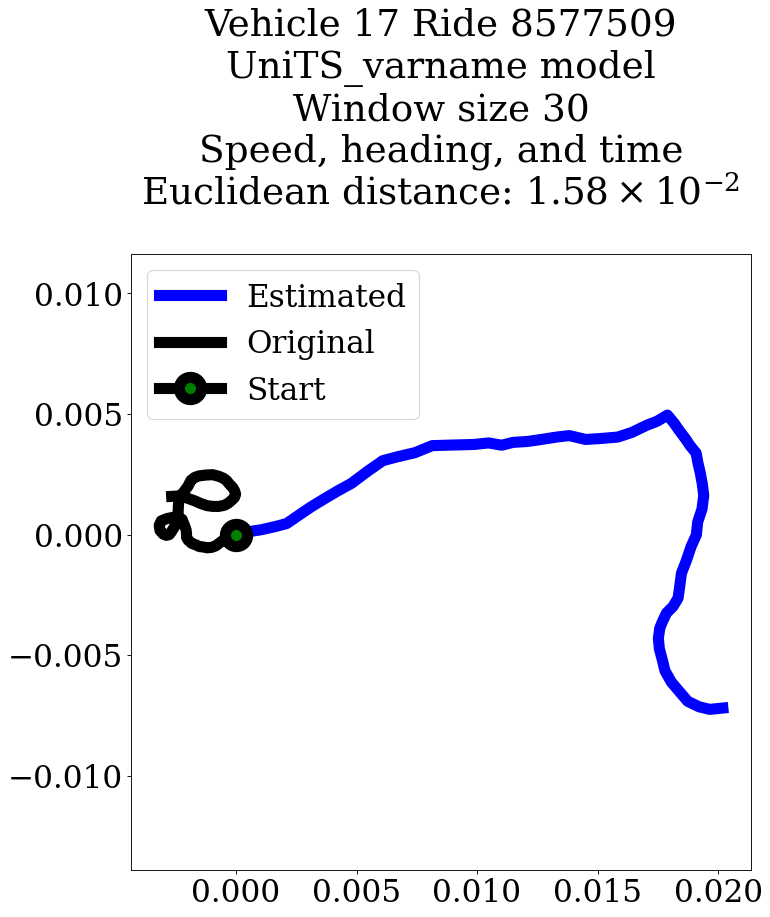 Vehicle 17 Ride 8577509
UniTS_varname model
Window size 30
Speed, heading, and time
Euclidean distance: 1.58 × 10⁻²
Estimated
Original
Start
0.010
0.005
0.000
−0.005
−0.010
0.000 0.005 0.010 0.015 0.020